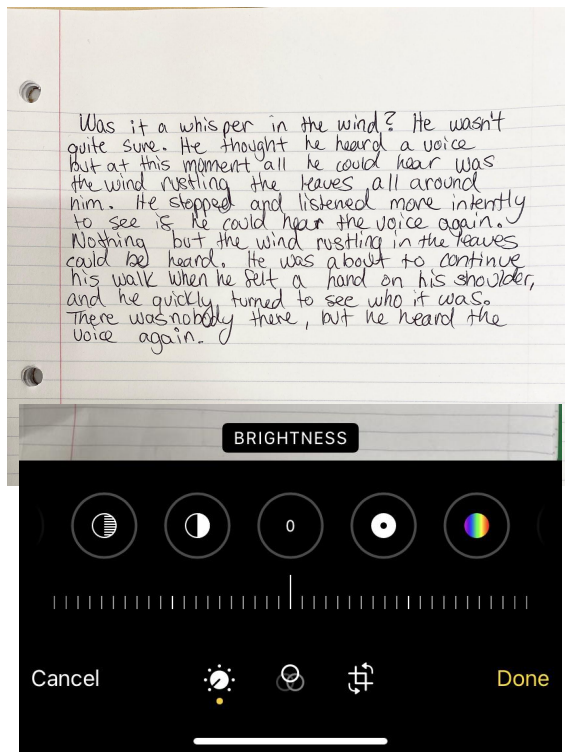 Was it a whisper in the wind? He wasn't
quite sure. He thought he heard a voice
but at this moment all he could hear was
the wind rustling the leaves all around
him. He stopped and listened more intently
to see if he could hear the voice again.
Nothing but the wind rustling in the leaves
could be heard. He was about to continue
his walk when he felt a hand on his shoulder,
and he quickly turned to see who it was.
There was nobody there, but he heard the
voice again.
BRIGHTNESS
0
Cancel
Done